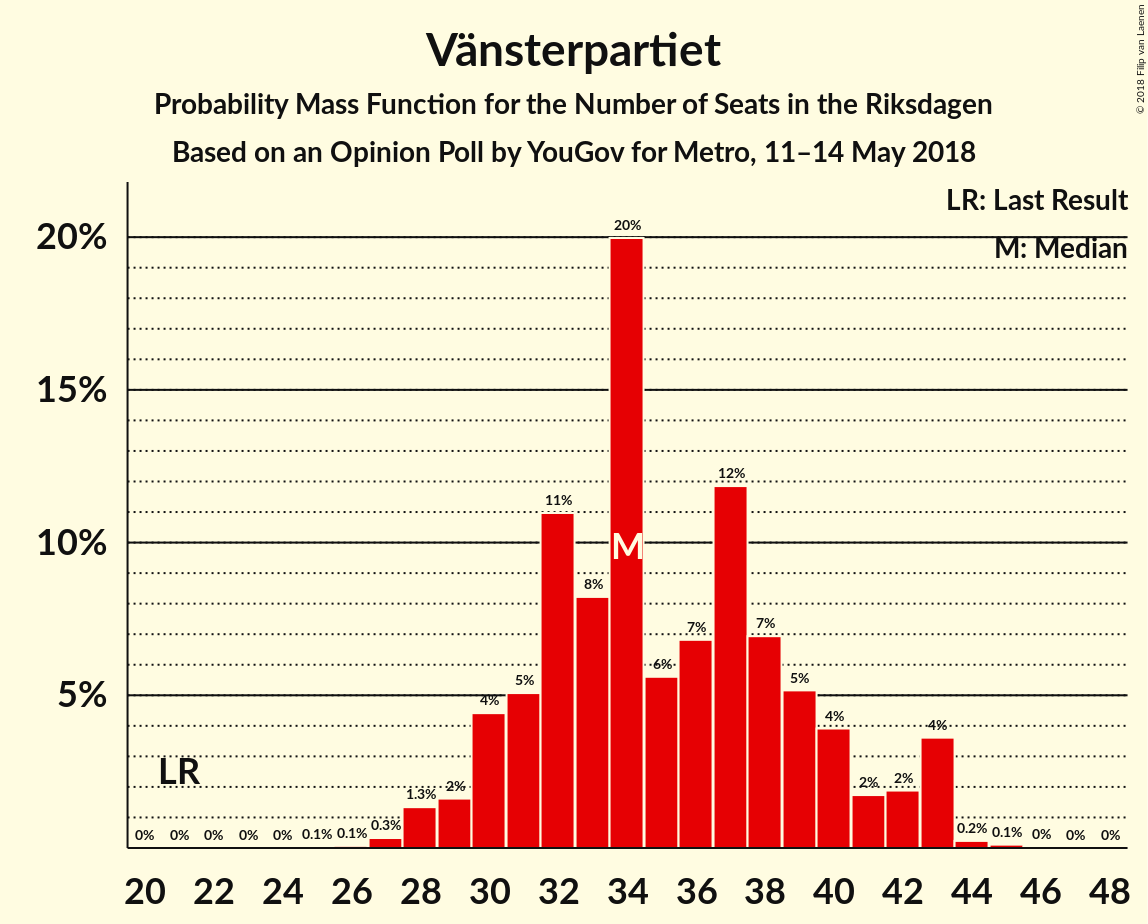 Vänsterpartiet
Probability Mass Function for the Number of Seats in the Riksdagen
Based on an Opinion Poll by YouGov for Metro, 11–14 May 2018
© 2018 Filip van Laenen
LR: Last Result
M: Median
20%
15%
10%
5%
LR
M
0% 0% 0% 0% 0% 0.1% 0.1% 0.3% 1.3% 2% 4% 5% 11% 8% 20% 6% 7% 12% 7% 5% 4% 2% 2% 4% 0.2% 0.1% 0% 0% 0%
20 22 24 26 28 30 32 34 36 38 40 42 44 46 48